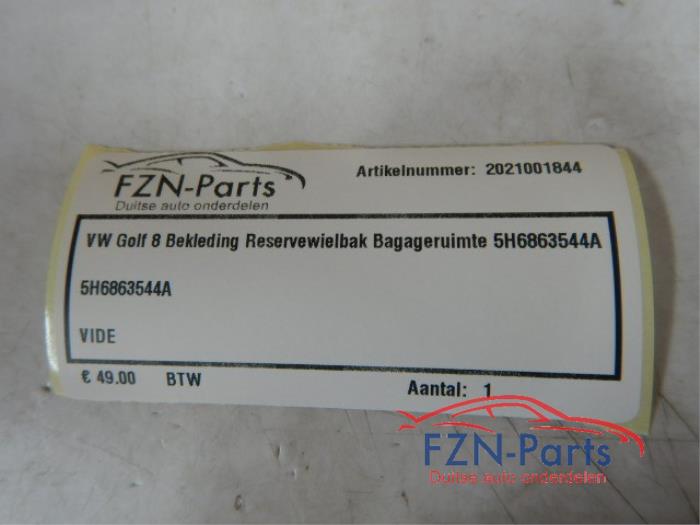 FZN-Parts
Duitse auto onderdelen
Artikelnummer: 2021001844
VW Golf 8 Bekleding Reservewielbak Bagageruimte 5H6863544A
5H6863544A
VIDE
€ 49.00 BTW
Aantal: 1
FZN-Parts
Duitse auto onderdelen